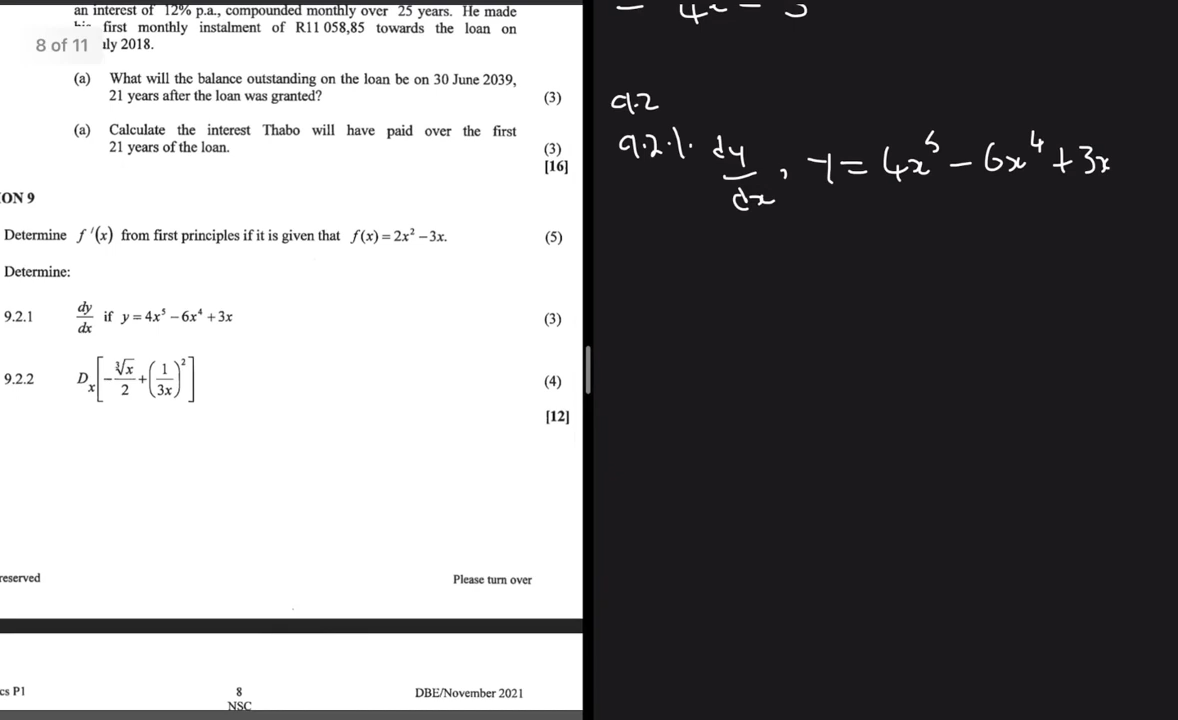 an interest of 12% p.a., compounded monthly over 25 years. He made
first monthly instalment of R11 058,85 towards the loan on
8 of 11 uly 2018.
(a) What will the balance outstanding on the loan be on 30 June 2039,
21 years after the loan was granted? (3)
(a) Calculate the interest Thabo will have paid over the first
21 years of the loan. (3)
[16]
ON 9
Determine f ′(x) from first principles if it is given that f(x) = 2x² – 3x. (5)
Determine:
9.2.1 dy/dx if y = 4x⁵ – 6x⁴ + 3x (3)
9.2.2 Dₓ[–∛x/2 + (1/3x)²] (4)
[12]
reserved Please turn over
cs P1 8 DBE/November 2021
NSC
= 4x – 3
9.2
9.2.1. dy/dx, y = 4x⁵ – 6x⁴ + 3x